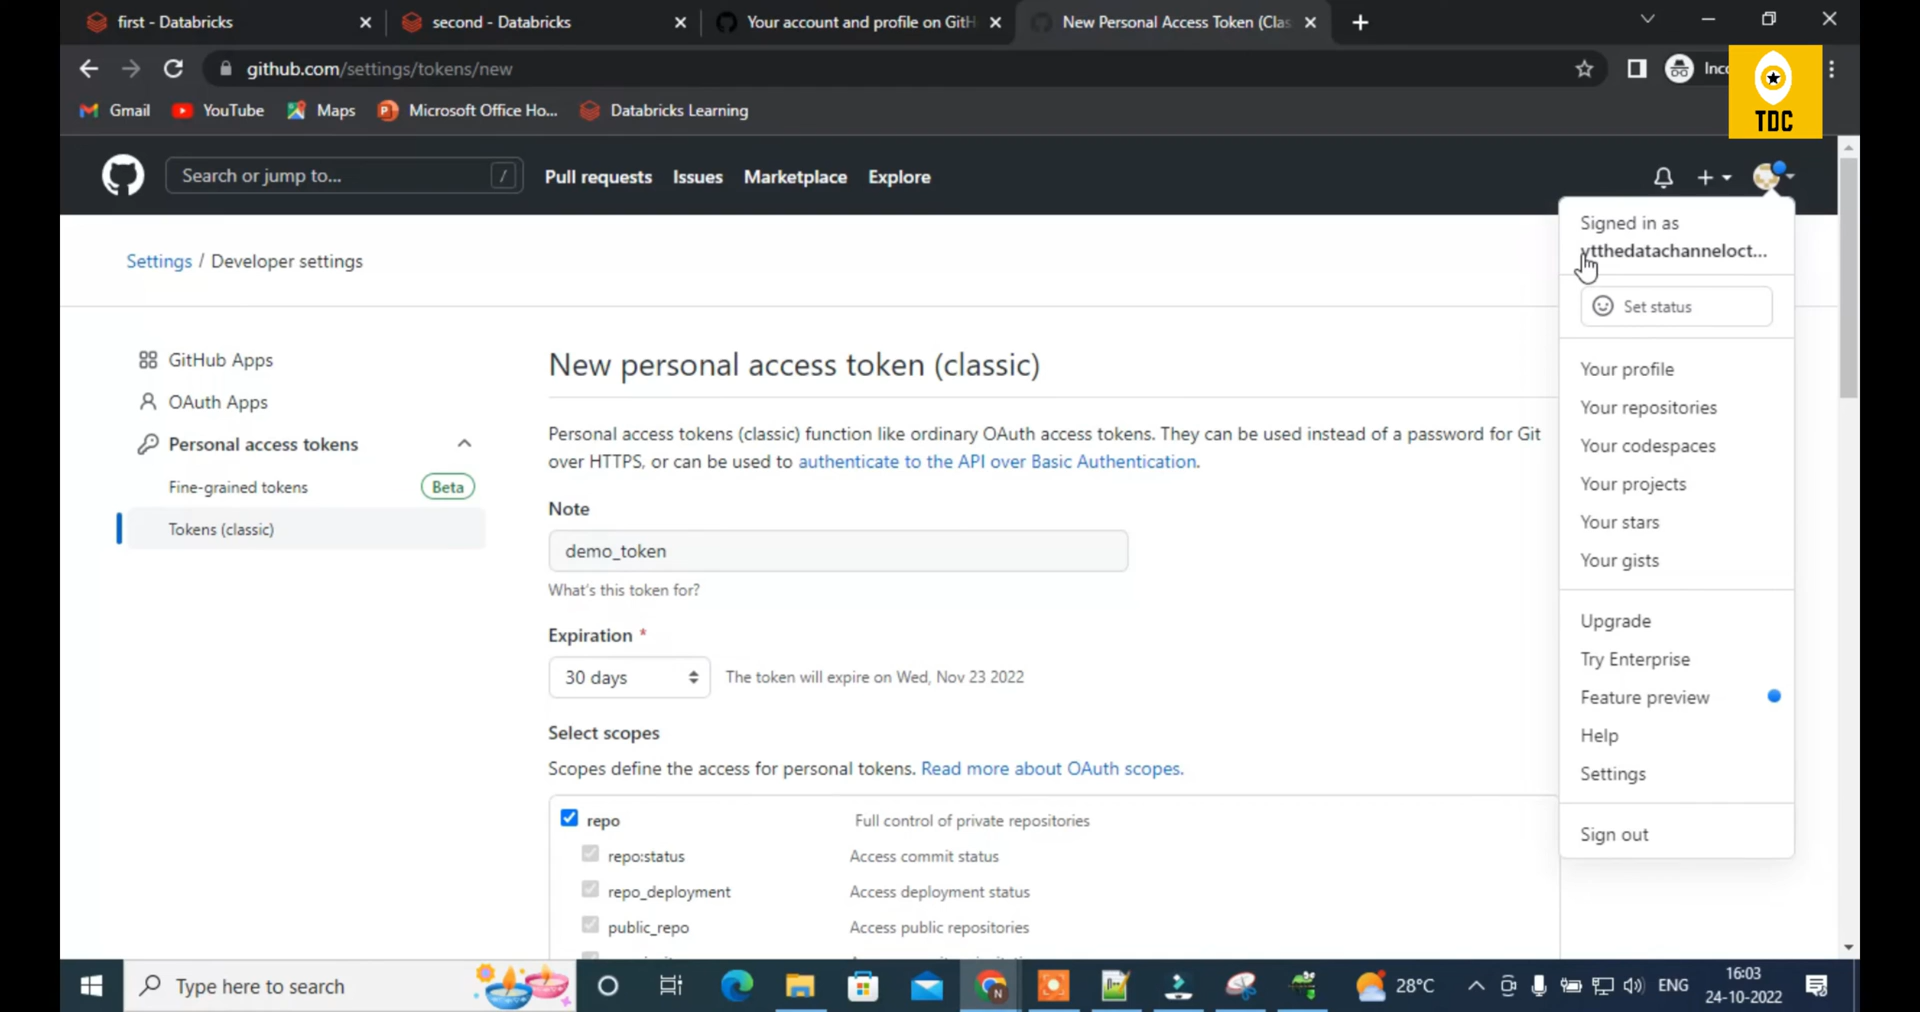 first - Databricks
second - Databricks
Your account and profile on GitH
New Personal Access Token (Clas
github.com/settings/tokens/new
Inc
TDC
Gmail
YouTube
Maps
Microsoft Office Ho...
Databricks Learning
Search or jump to...
/
Pull requests
Issues
Marketplace
Explore
Signed in as
ytthedatachanneloct...
Set status
Your profile
Your repositories
Your codespaces
Your projects
Your stars
Your gists
Upgrade
Try Enterprise
Feature preview
Help
Settings
Sign out
Settings / Developer settings
GitHub Apps
OAuth Apps
Personal access tokens
Fine-grained tokens
Beta
Tokens (classic)
New personal access token (classic)
Personal access tokens (classic) function like ordinary OAuth access tokens. They can be used instead of a password for Git
over HTTPS, or can be used to authenticate to the API over Basic Authentication.
Note
demo_token
What's this token for?
Expiration *
30 days
The token will expire on Wed, Nov 23 2022
Select scopes
Scopes define the access for personal tokens. Read more about OAuth scopes.
repo
Full control of private repositories
repo:status
Access commit status
repo_deployment
Access deployment status
public_repo
Access public repositories
Type here to search
28°C
ENG
16:03
24-10-2022